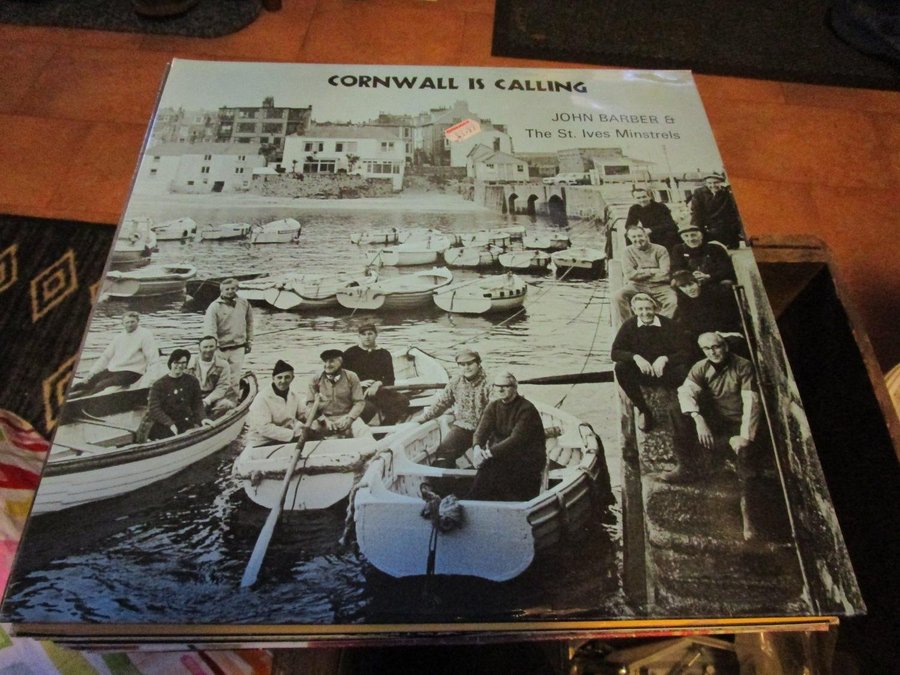 CORNWALL IS CALLING
JOHN BARBER &
The St. Ives Minstrels